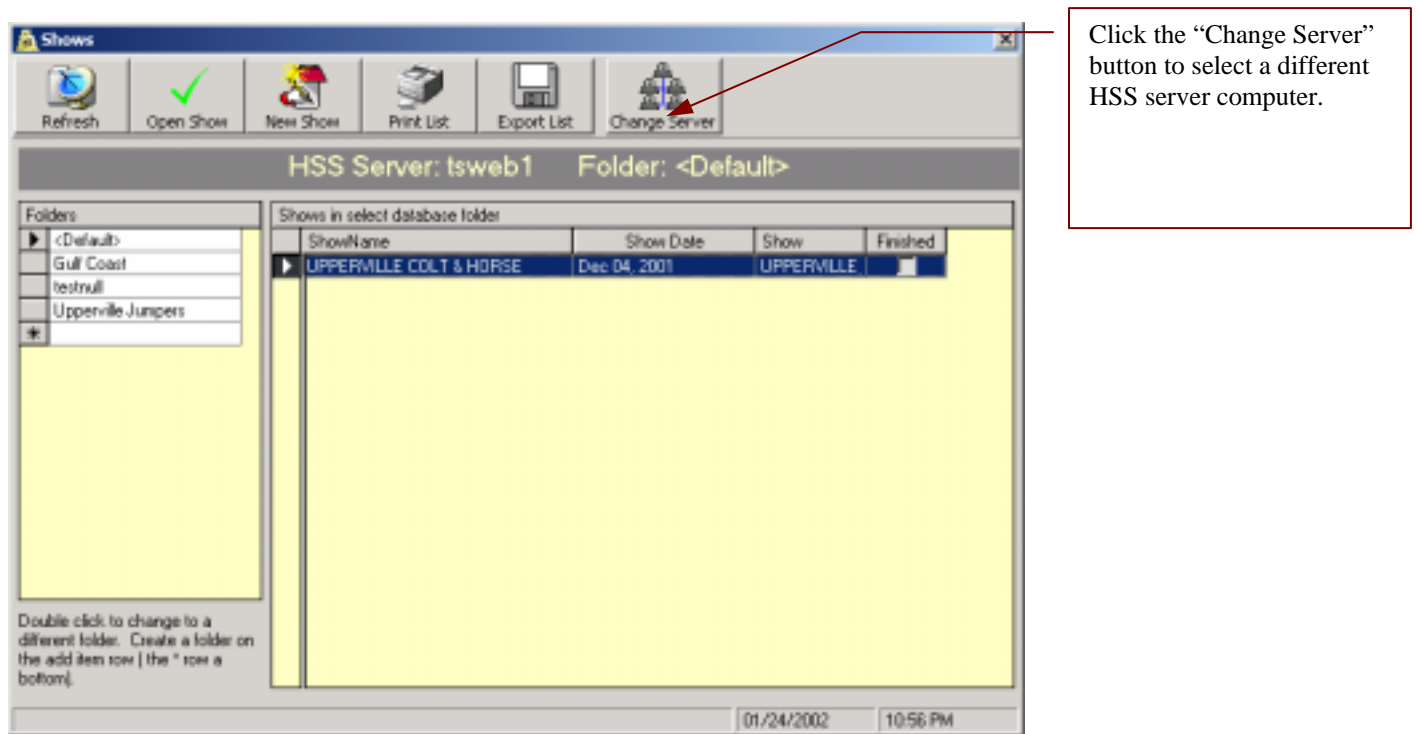 Shows
Click the “Change Server”
button to select a different
HSS server computer.
Refresh
Open Show
New Show
Print List
Export List
Change Server
HSS Server: tsweb1 Folder: <Default>
Folders
<Default>
Gulf Coast
testnull
Upperville Jumpers
*
Shows in select database folder
ShowName Show Date Show Finished
UPPERVILLE COLT & HORSE Dec 04, 2001 UPPERVILLE
Double click to change to a
different folder. Create a folder on
the add item row ( the * row a
bottom).
01/24/2002 10:56 PM